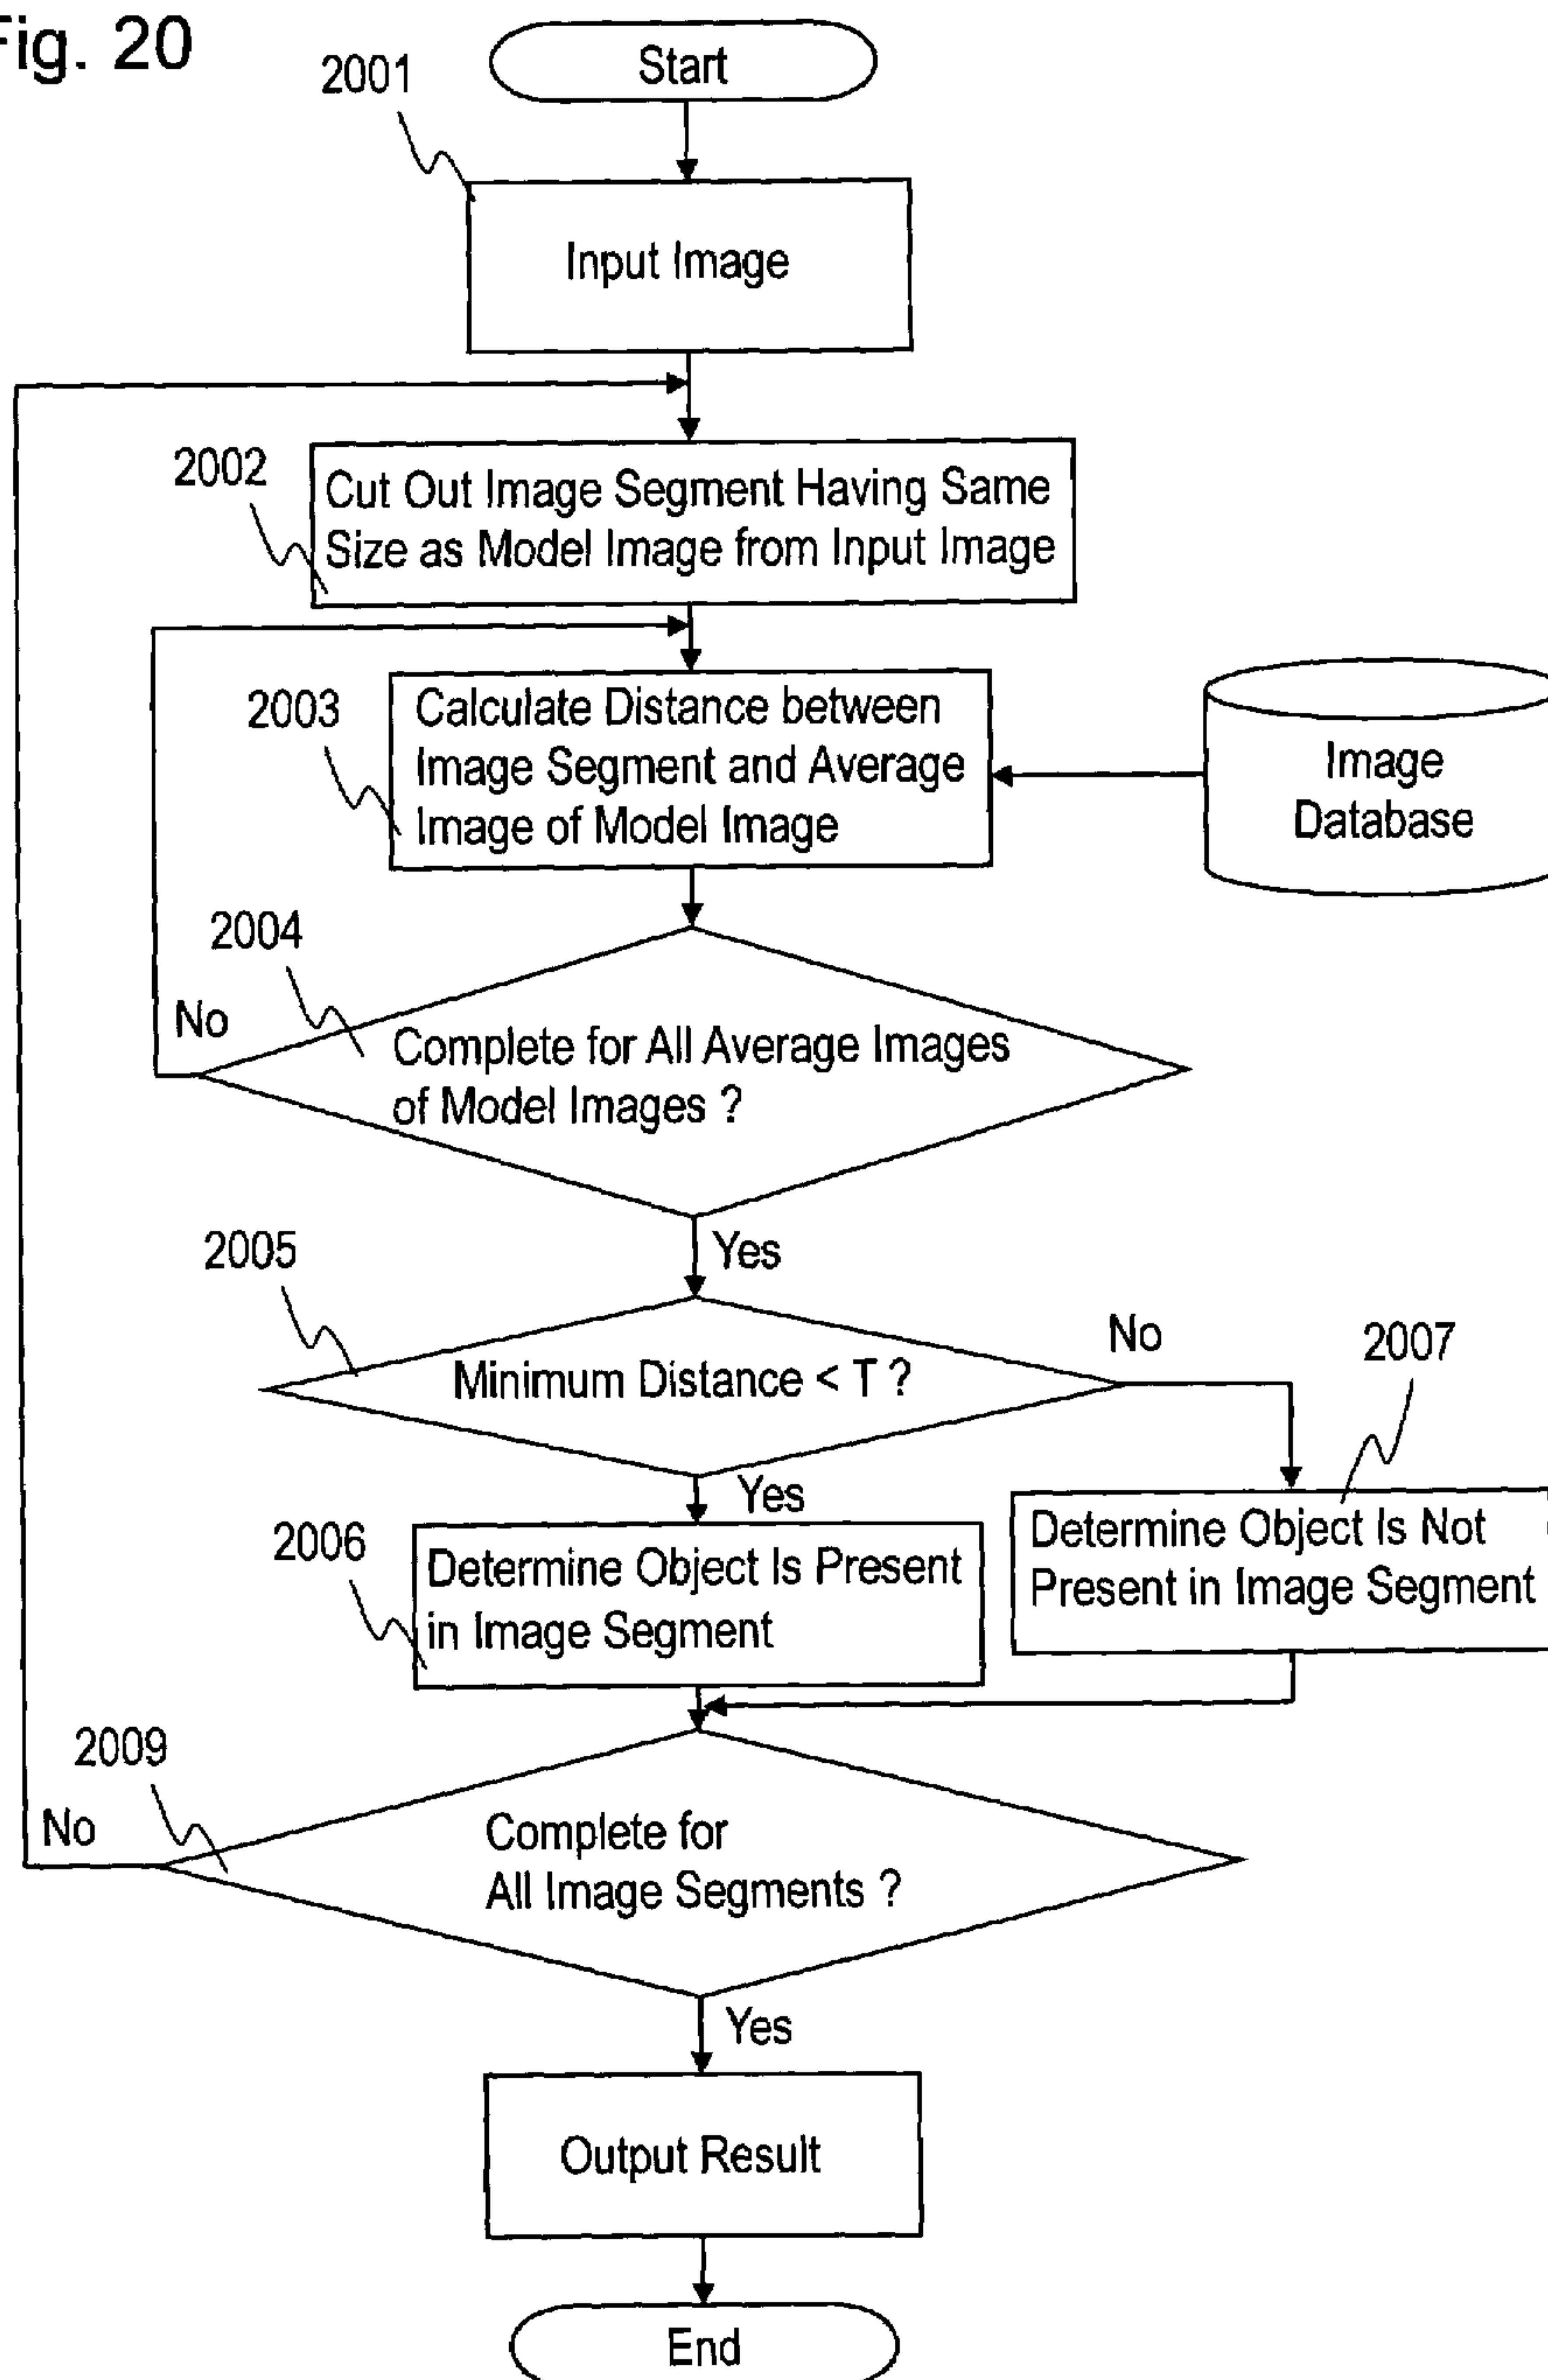 Fig. 20
Start
2001
Input Image
2002
Cut Out Image Segment Having Same
Size as Model Image from Input Image
2003
Calculate Distance between
Image Segment and Average
Image of Model Image
Image
Database
2004
No
Complete for All Average Images
of Model Images ?
Yes
2005
Minimum Distance < T ?
No
2007
Yes
2006
Determine Object Is Present
in Image Segment
Determine Object Is Not
Present in Image Segment
2009
No
Complete for
All Image Segments ?
Yes
Output Result
End